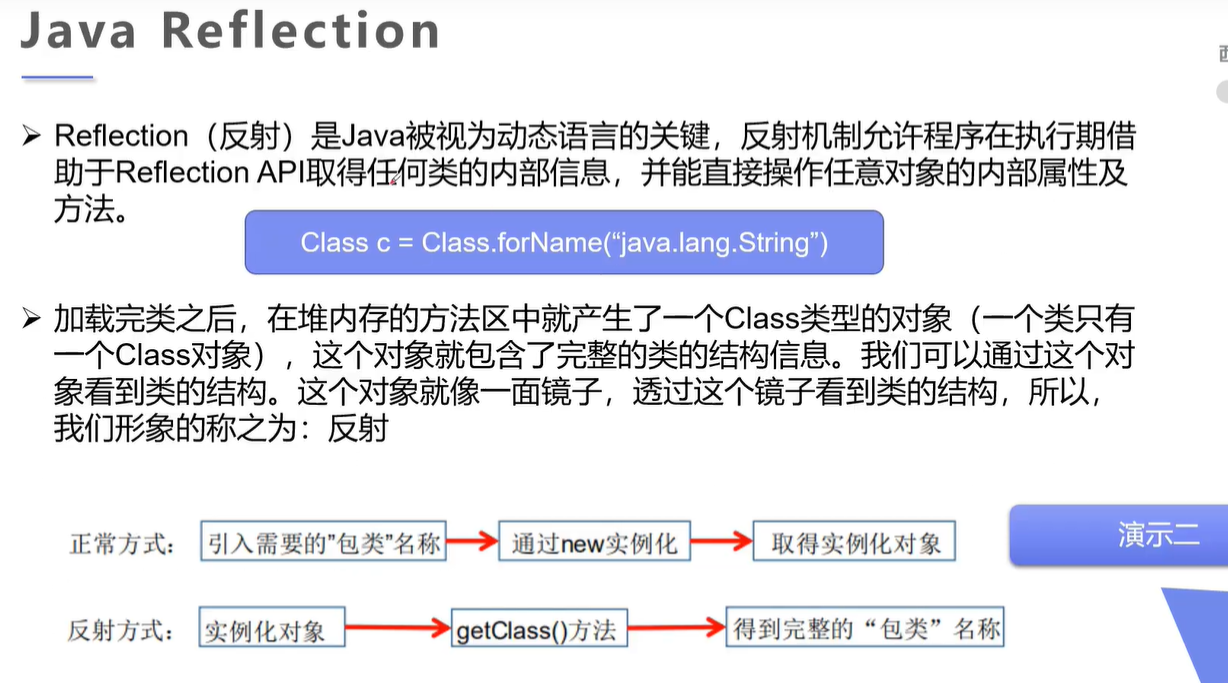 Java Reflection
Reflection（反射）是Java被视为动态语言的关键，反射机制允许程序在执行期借
助于Reflection API取得任何类的内部信息，并能直接操作任意对象的内部属性及
方法。
Class c = Class.forName(“java.lang.String”)
加载完类之后，在堆内存的方法区中就产生了一个Class类型的对象（一个类只有
一个Class对象），这个对象就包含了完整的类的结构信息。我们可以通过这个对
象看到类的结构。这个对象就像一面镜子，透过这个镜子看到类的结构，所以，
我们形象的称之为：反射
正常方式： 引入需要的”包类”名称 通过new实例化 取得实例化对象
演示二
反射方式： 实例化对象 getClass()方法 得到完整的“包类”名称